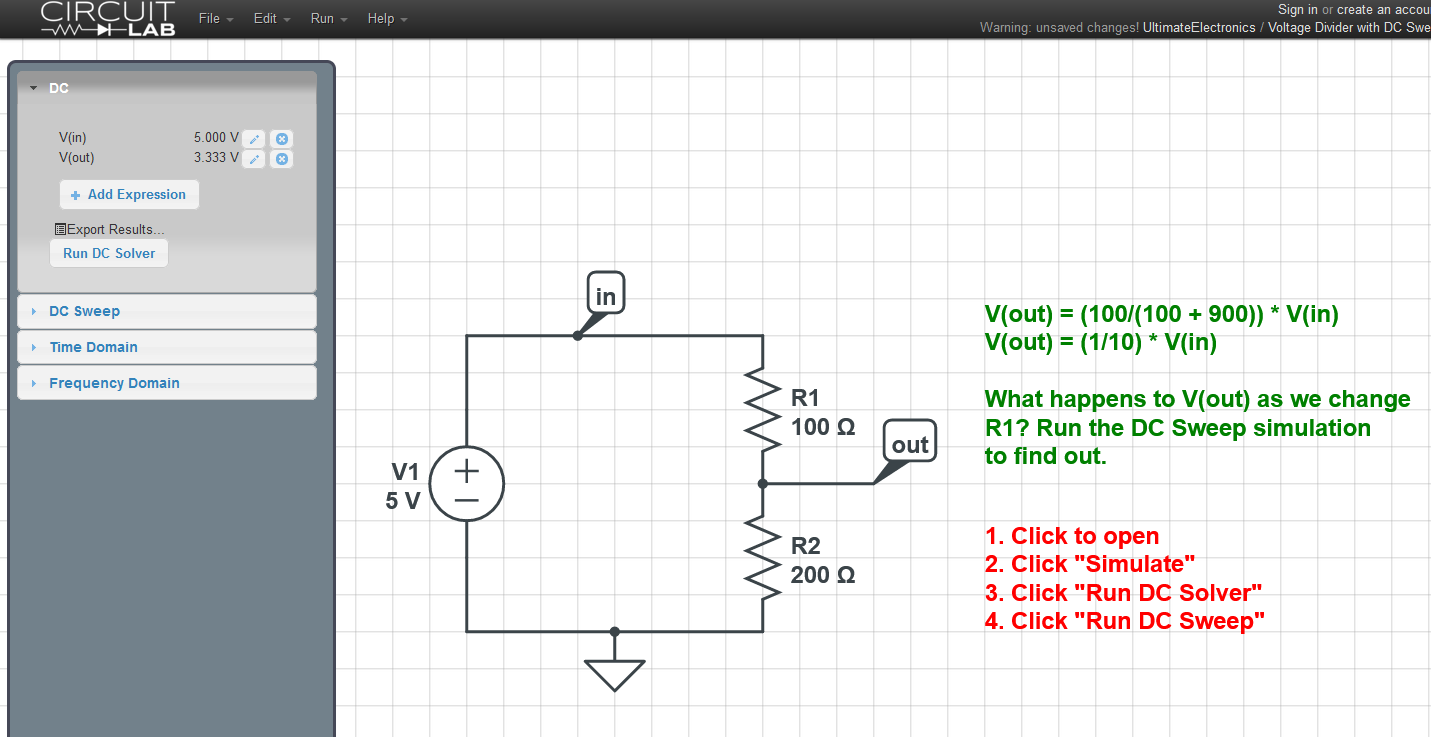 CIRCUIT
LAB
File Edit Run Help
Sign in or create an accou
Warning: unsaved changes! UltimateElectronics / Voltage Divider with DC Swe
DC
V(in) 5.000 V
V(out) 3.333 V
+ Add Expression
Export Results...
Run DC Solver
DC Sweep
Time Domain
Frequency Domain
in
R1
100 Ω
out
V1
5 V
+
−
R2
200 Ω
V(out) = (100/(100 + 900)) * V(in)
V(out) = (1/10) * V(in)
What happens to V(out) as we change
R1? Run the DC Sweep simulation
to find out.
1. Click to open
2. Click "Simulate"
3. Click "Run DC Solver"
4. Click "Run DC Sweep"